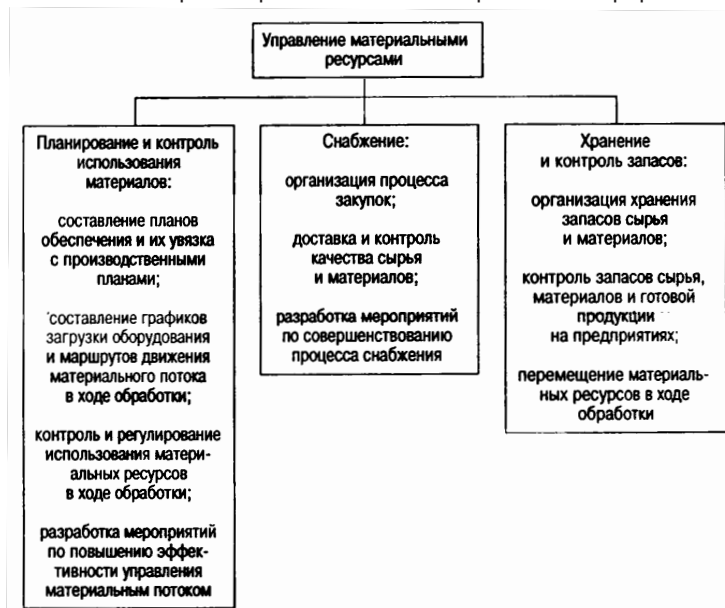 Управление материальными
ресурсами
Планирование и контроль
использования
материалов:
составление планов
обеспечения и их увязка
с производственными
планами;
составление графиков
загрузки оборудования
и маршрутов движения
материального потока
в ходе обработки;
контроль и регулирование
использования матери-
альных ресурсов
в ходе обработки;
разработка мероприятий
по повышению эффек-
тивности управления
материальным потоком
Снабжение:
организация процесса
закупок;
доставка и контроль
качества сырья
и материалов;
разработка мероприятий
по совершенствованию
процесса снабжения
Хранение
и контроль запасов:
организация хранения
запасов сырья
и материалов;
контроль запасов сырья,
материалов и готовой
продукции
на предприятиях;
перемещение материаль-
ных ресурсов в ходе
обработки